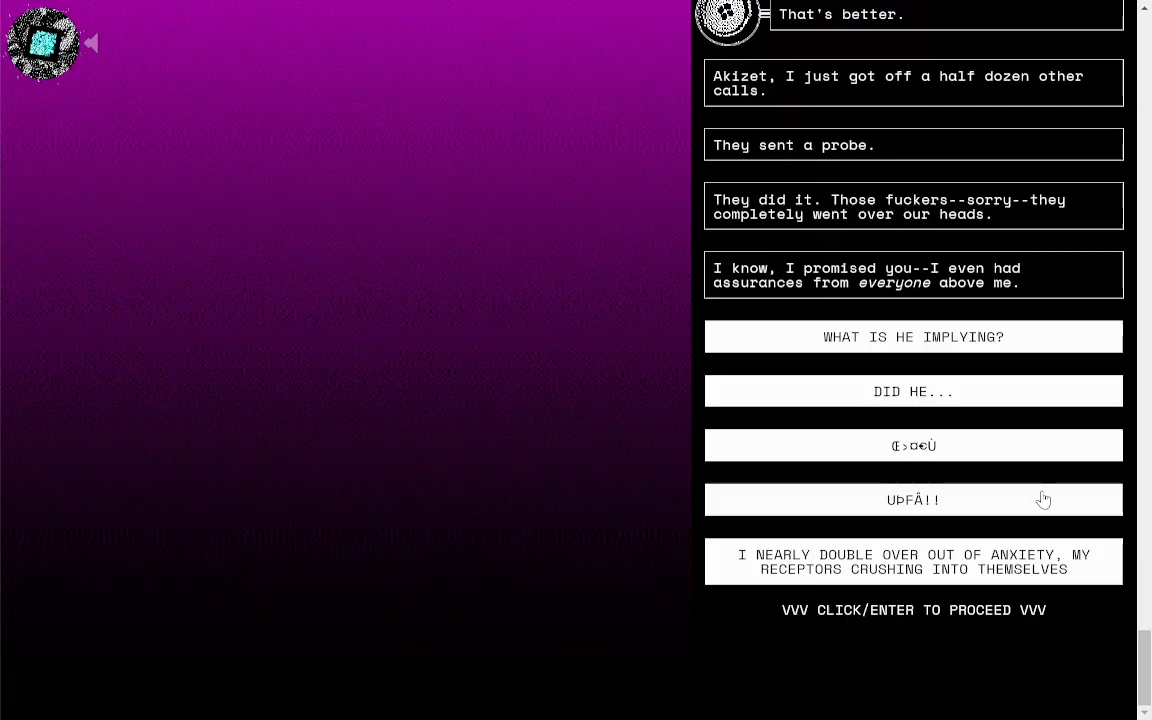 That's better.
Akizet, I just got off a half dozen other
calls.
They sent a probe.
They did it. Those fuckers--sorry--they
completely went over our heads.
I know, I promised you--I even had
assurances from everyone above me.
WHAT IS HE IMPLYING?
DID HE...
Œ›¤€Ù
UÞFÂ!!
I NEARLY DOUBLE OVER OUT OF ANXIETY, MY
RECEPTORS CRUSHING INTO THEMSELVES
VVV CLICK/ENTER TO PROCEED VVV